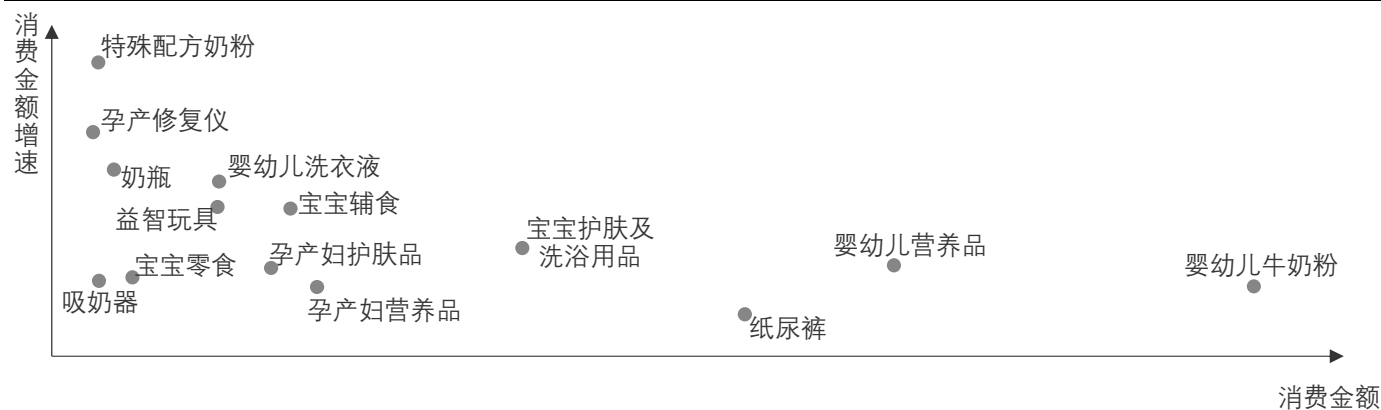 消费金额增速
特殊配方奶粉
孕产修复仪
奶瓶
婴幼儿洗衣液
益智玩具
宝宝辅食
宝宝护肤及
洗浴用品
婴幼儿营养品
孕产妇护肤品
宝宝零食
婴幼儿牛奶粉
吸奶器
孕产妇营养品
纸尿裤
消费金额